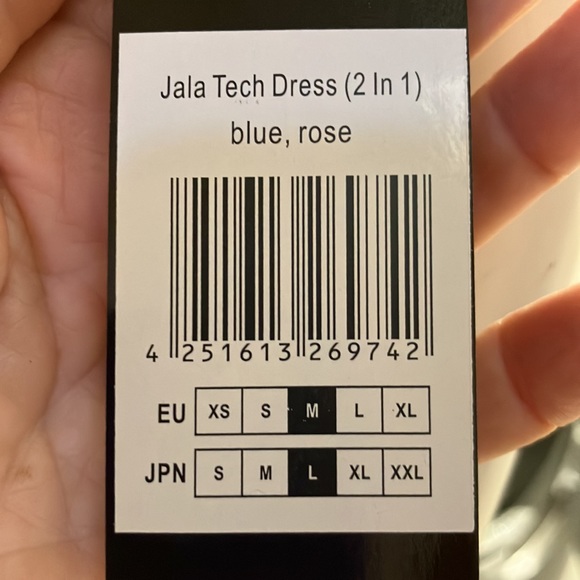 Jala Tech Dress (2 In 1)
blue, rose
4 251613 269742
EU XS S M L XL
JPN S M L XL XXL